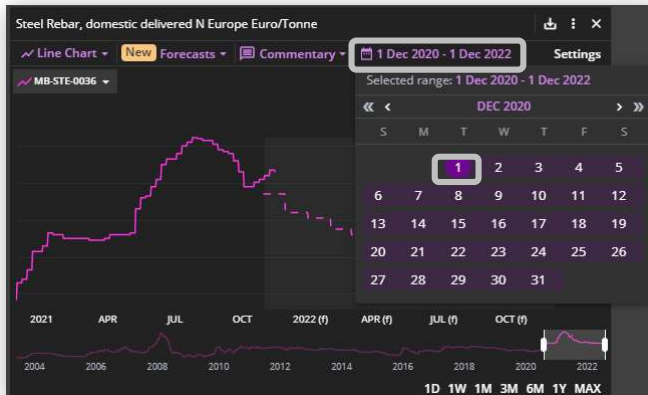 Steel Rebar, domestic delivered N Europe Euro/Tonne
Line Chart New Forecasts Commentary 1 Dec 2020 - 1 Dec 2022 Settings
MB-STE-0036
Selected range: 1 Dec 2020 - 1 Dec 2022
« ‹ DEC 2020 › »
S M T W T F S
1 2 3 4 5
6 7 8 9 10 11 12
13 14 15 16 17 18 19
20 21 22 23 24 25 26
27 28 29 30 31
2021 APR JUL OCT 2022 (f) APR (f) JUL (f) OCT (f)
2004 2006 2008 2010 2012 2014 2016 2018 2020 2022
1D 1W 1M 3M 6M 1Y MAX